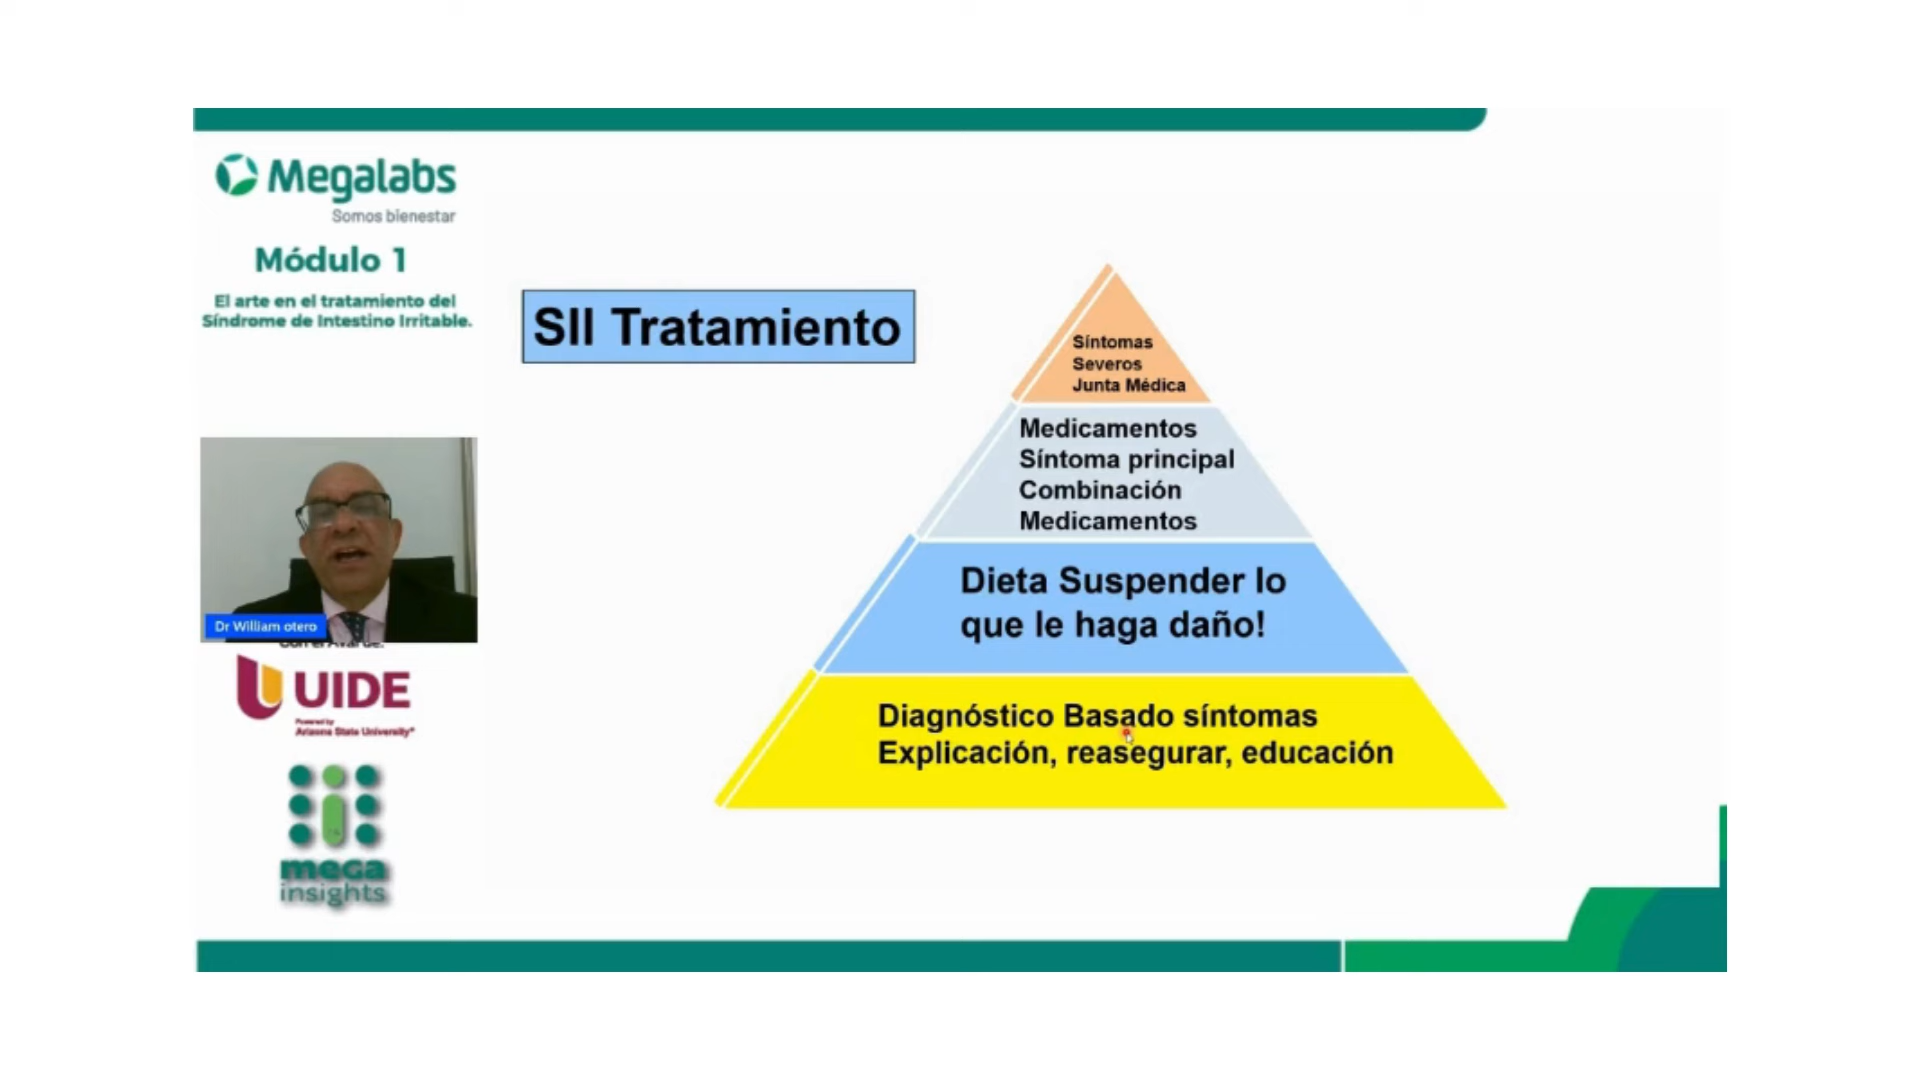 Megalabs
Somos bienestar
Módulo 1
El arte en el tratamiento del
Síndrome de Intestino Irritable.
SII Tratamiento
Síntomas
Severos
Junta Médica
Medicamentos
Síntoma principal
Combinación
Medicamentos
Dieta Suspender lo
que le haga daño!
Diagnóstico Basado síntomas
Explicación, reasegurar, educación
Dr William otero
UIDE
Powered by
Arizona State University®
mega
insights